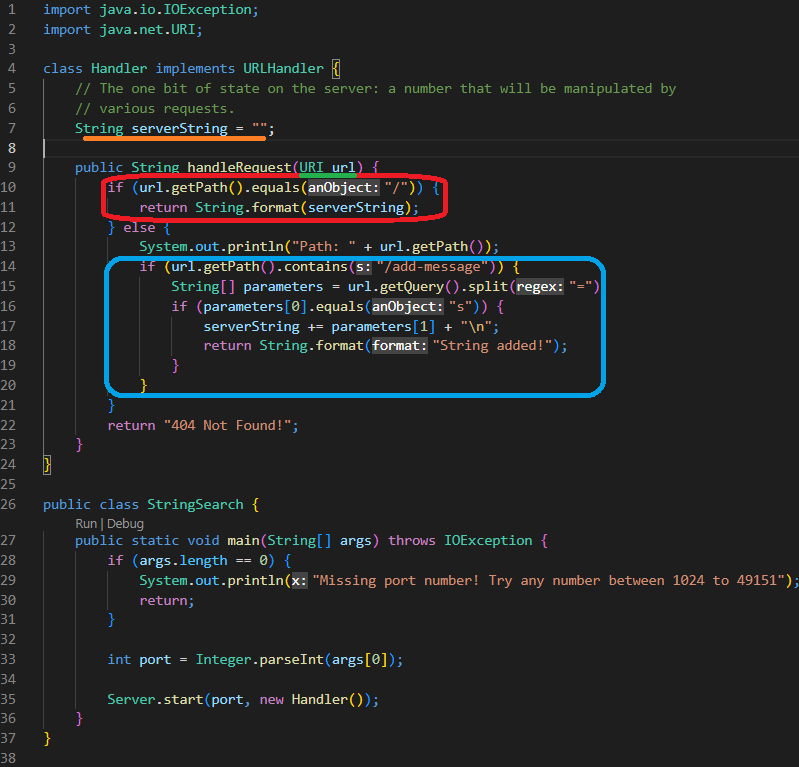 1 import java.io.IOException;
2 import java.net.URI;
3
4 class Handler implements URLHandler {
5 // The one bit of state on the server: a number that will be manipulated by
6 // various requests.
7 String serverString = "";
8
9 public String handleRequest(URI url) {
10 if (url.getPath().equals(anObject: "/")) {
11 return String.format(serverString);
12 } else {
13 System.out.println("Path: " + url.getPath());
14 if (url.getPath().contains(s: "/add-message")) {
15 String[] parameters = url.getQuery().split(regex: "=")
16 if (parameters[0].equals(anObject: "s")) {
17 serverString += parameters[1] + "\n";
18 return String.format(format: "String added!");
19 }
20 }
21 }
22 return "404 Not Found!";
23 }
24 }
25
26 public class StringSearch {
Run | Debug
27 public static void main(String[] args) throws IOException {
28 if (args.length == 0) {
29 System.out.println(x: "Missing port number! Try any number between 1024 to 49151");
30 return;
31 }
32
33 int port = Integer.parseInt(args[0]);
34
35 Server.start(port, new Handler());
36 }
37 }
38